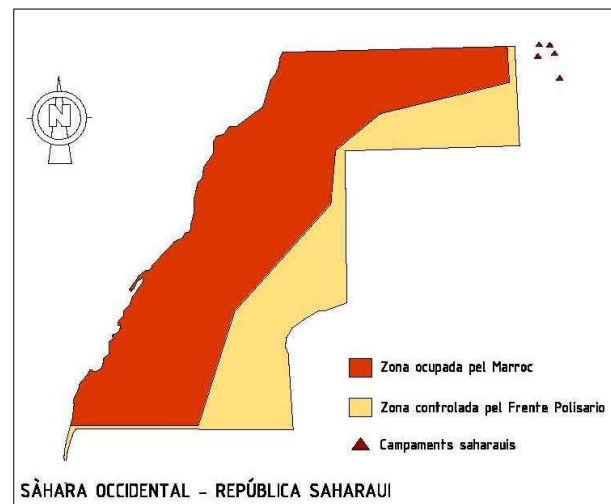 N
Zona ocupada pel Marroc
Zona controlada pel Frente Polisario
Campaments saharauis
SÀHARA OCCIDENTAL - REPÚBLICA SAHARAUI